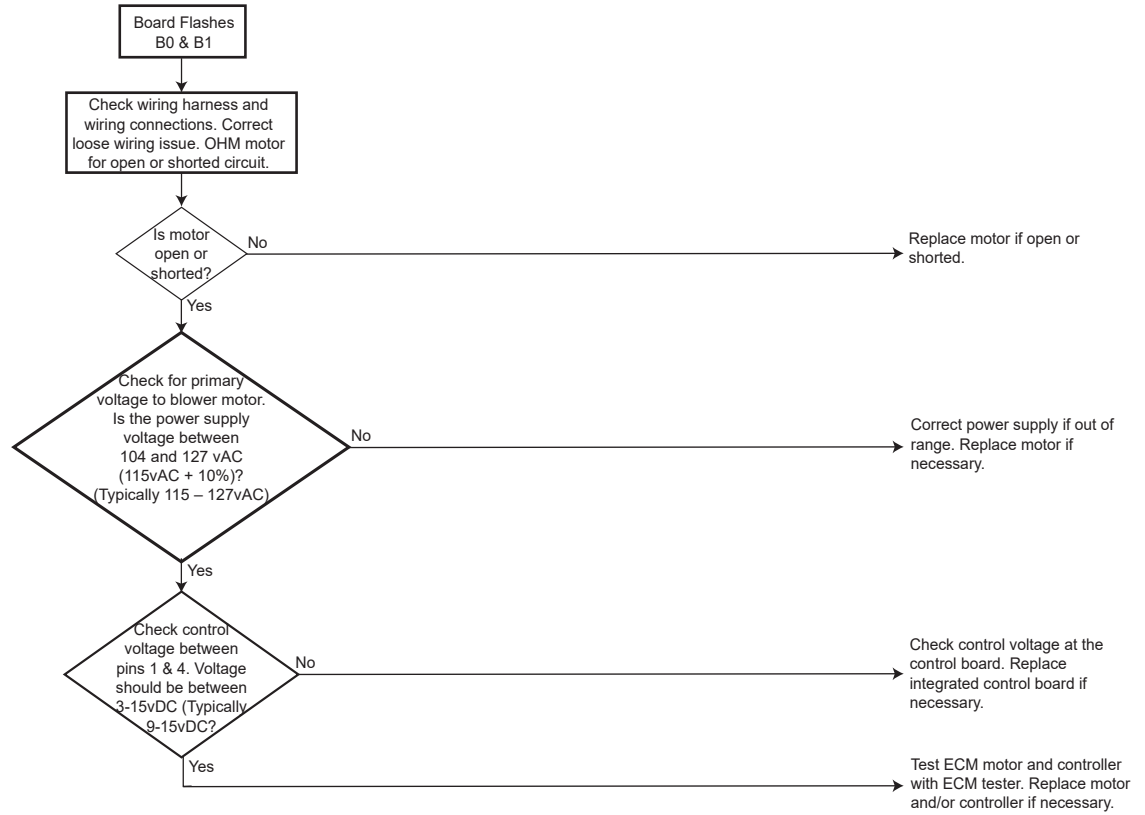 Board Flashes
B0 & B1
Check wiring harness and
wiring connections. Correct
loose wiring issue. OHM motor
for open or shorted circuit.
Is motor
open or
shorted?
No
Replace motor if open or
shorted.
Yes
Check for primary
voltage to blower motor.
Is the power supply
voltage between
104 and 127 vAC
(115vAC + 10%)?
(Typically 115 – 127vAC)
No
Correct power supply if out of
range. Replace motor if
necessary.
Yes
Check control
voltage between
pins 1 & 4. Voltage
should be between
3-15vDC (Typically
9-15vDC?
No
Check control voltage at the
control board. Replace
integrated control board if
necessary.
Yes
Test ECM motor and controller
with ECM tester. Replace motor
and/or controller if necessary.